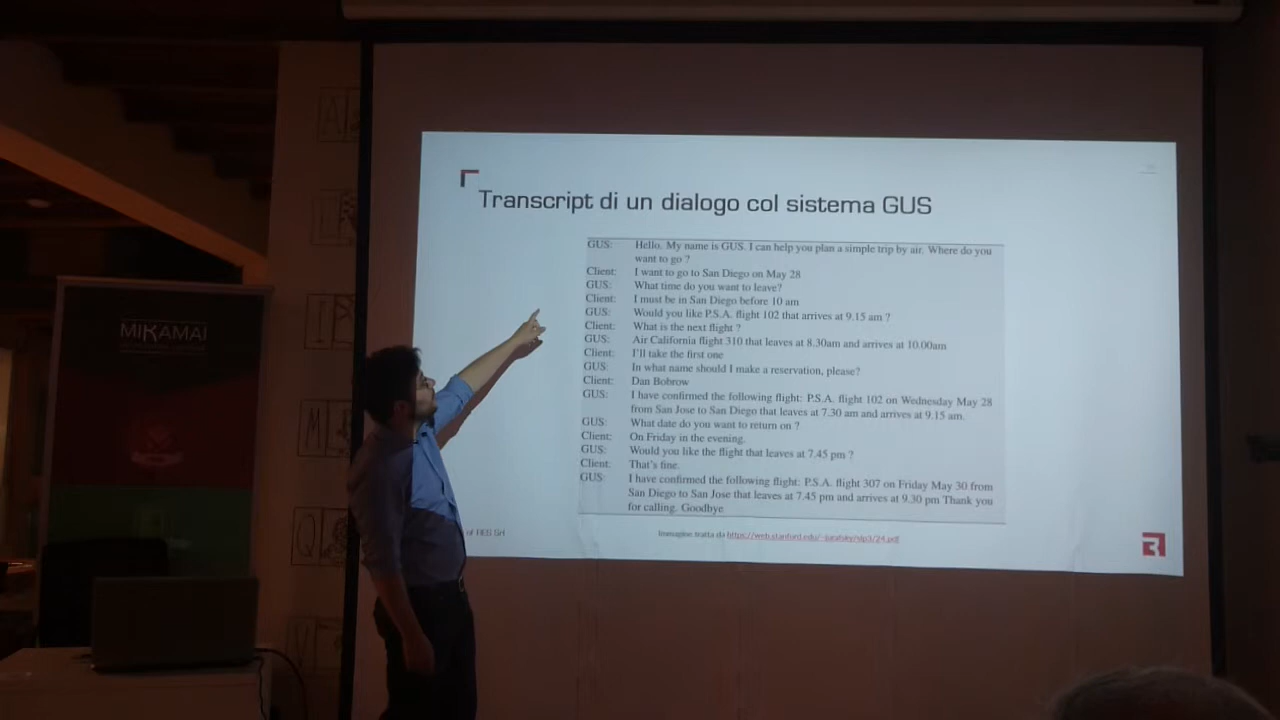 Transcript di un dialogo col sistema GUS
GUS: Hello. My name is GUS. I can help you plan a simple trip by air. Where do you
want to go ?
Client: I want to go to San Diego on May 28
GUS: What time do you want to leave?
Client: I must be in San Diego before 10 am
GUS: Would you like P.S.A. flight 102 that arrives at 9.15 am ?
Client: What is the next flight ?
GUS: Air California flight 310 that leaves at 8.30am and arrives at 10.00am
Client: I'll take the first one
GUS: In what name should I make a reservation, please?
Client: Dan Bobrow
GUS: I have confirmed the following flight: P.S.A. flight 102 on Wednesday May 28
from San Jose to San Diego that leaves at 7.30 am and arrives at 9.15 am.
GUS: What date do you want to return on ?
Client: On Friday in the evening.
GUS: Would you like the flight that leaves at 7.45 pm ?
Client: That's fine.
GUS: I have confirmed the following flight: P.S.A. flight 307 on Friday May 30 from
San Diego to San Jose that leaves at 7.45 pm and arrives at 9.30 pm Thank you
for calling. Goodbye
Immagine tratta da https://web.stanford.edu/~jurafsky/slp3/24.pdf
MIKAMAI